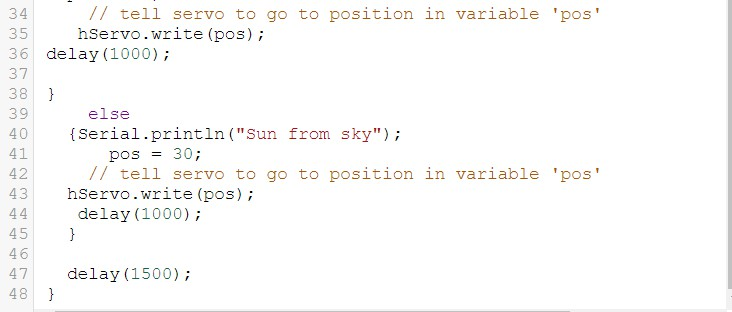 34 // tell servo to go to position in variable 'pos'
35 hServo.write(pos);
36 delay(1000);
37
38 }
39 else
40 {Serial.println("Sun from sky");
41 pos = 30;
42 // tell servo to go to position in variable 'pos'
43 hServo.write(pos);
44 delay(1000);
45 }
46
47 delay(1500);
48 }